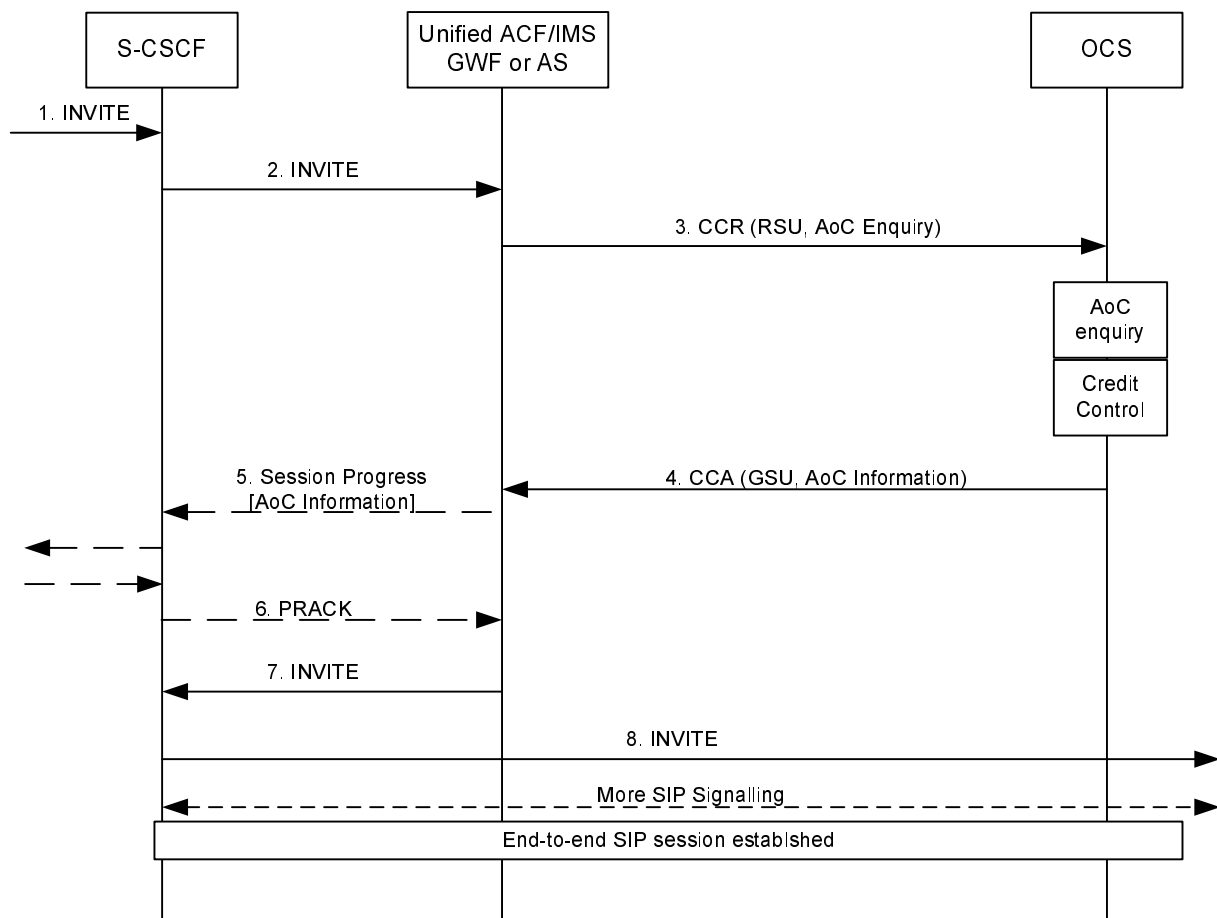 S-CSCF
Unified ACF/IMS
GWF or AS
OCS
1. INVITE
2. INVITE
3. CCR (RSU, AoC Enquiry)
AoC
enquiry
Credit
Control
4. CCA (GSU, AoC Information)
5. Session Progress
[AoC Information]
6. PRACK
7. INVITE
8. INVITE
More SIP Signalling
End-to-end SIP session establshed